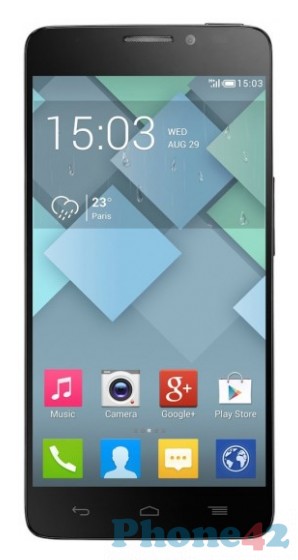 15:03
15:03
WED
AUG 29
23°
Paris
Music
Camera
g+
Google+
Play Store
Phone42